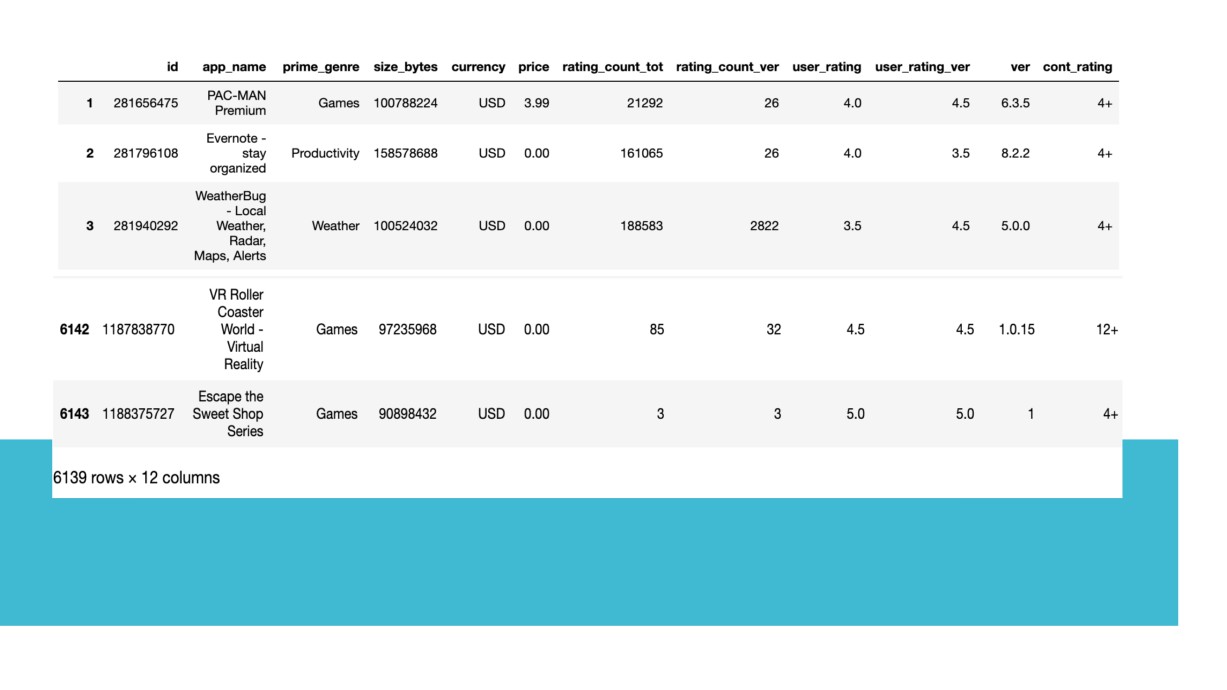 id app_name prime_genre size_bytes currency price rating_count_tot rating_count_ver user_rating user_rating_ver ver cont_rating
1 281656475 PAC-MAN Premium Games 100788224 USD 3.99 21292 26 4.0 4.5 6.3.5 4+
2 281796108 Evernote - stay organized Productivity 158578688 USD 0.00 161065 26 4.0 3.5 8.2.2 4+
3 281940292 WeatherBug - Local Weather, Radar, Maps, Alerts Weather 100524032 USD 0.00 188583 2822 3.5 4.5 5.0.0 4+
6142 1187838770 VR Roller Coaster World - Virtual Reality Games 97235968 USD 0.00 85 32 4.5 4.5 1.0.15 12+
6143 1188375727 Escape the Sweet Shop Series Games 90898432 USD 0.00 3 3 5.0 5.0 1 4+
6139 rows × 12 columns